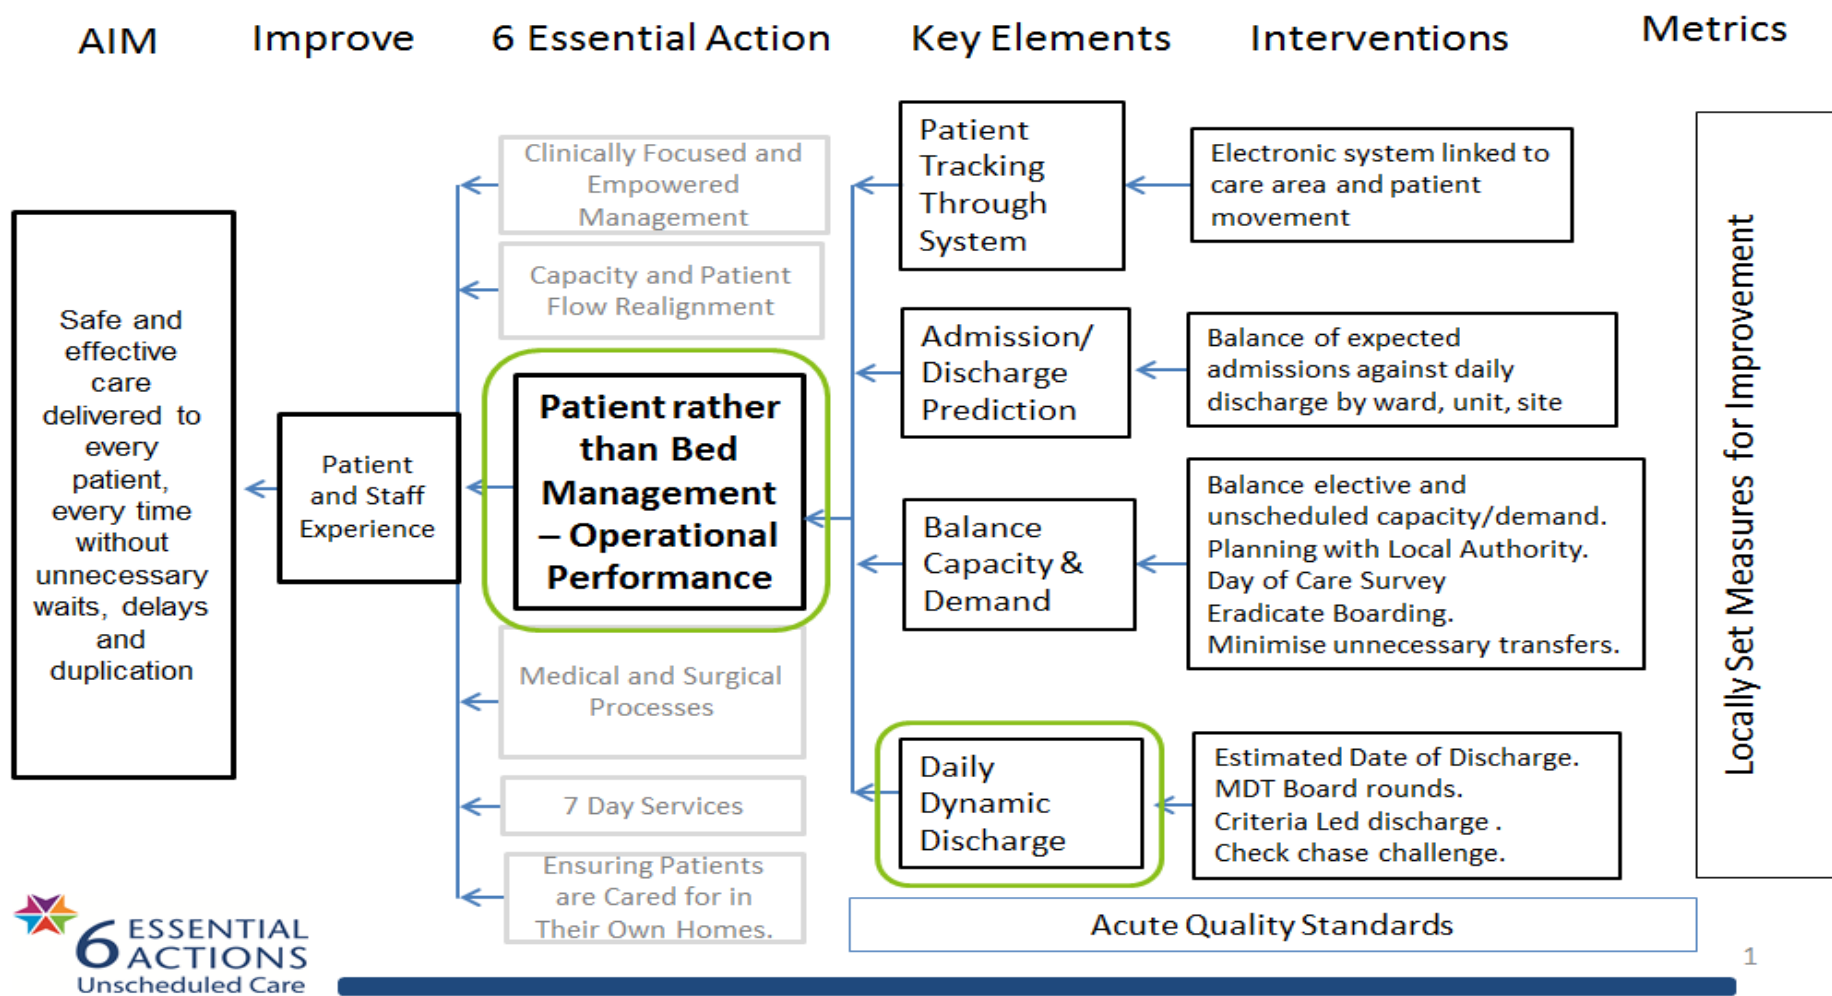 AIM
Improve
6 Essential Action
Key Elements
Interventions
Metrics
Safe and
effective
care
delivered to
every
patient,
every time
without
unnecessary
waits, delays
and
duplication
Patient
and Staff
Experience
Clinically Focused and
Empowered
Management
Capacity and Patient
Flow Realignment
Patient rather
than Bed
Management
– Operational
Performance
Medical and Surgical
Processes
7 Day Services
Ensuring Patients
are Cared for in
Their Own Homes.
Patient
Tracking
Through
System
Admission/
Discharge
Prediction
Balance
Capacity &
Demand
Daily
Dynamic
Discharge
Electronic system linked to
care area and patient
movement
Balance of expected
admissions against daily
discharge by ward, unit, site
Balance elective and
unscheduled capacity/demand.
Planning with Local Authority.
Day of Care Survey
Eradicate Boarding.
Minimise unnecessary transfers.
Estimated Date of Discharge.
MDT Board rounds.
Criteria Led discharge .
Check chase challenge.
Locally Set Measures for Improvement
Acute Quality Standards
6 ESSENTIAL
ACTIONS
Unscheduled Care
1